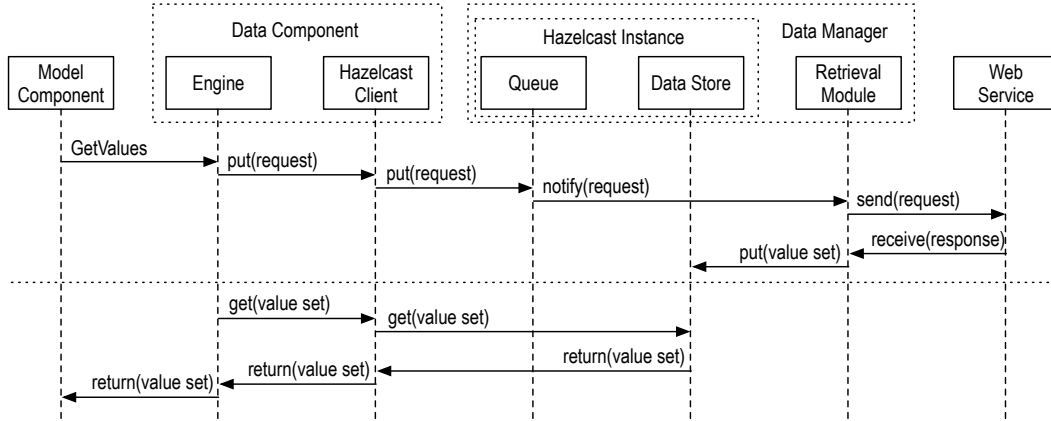 Data Component
Data Manager
Hazelcast Instance
Model
Component
Engine
Hazelcast
Client
Queue
Data Store
Retrieval
Module
Web
Service
GetValues
put(request)
put(request)
notify(request)
send(request)
receive(response)
put(value set)
get(value set)
get(value set)
return(value set)
return(value set)
return(value set)